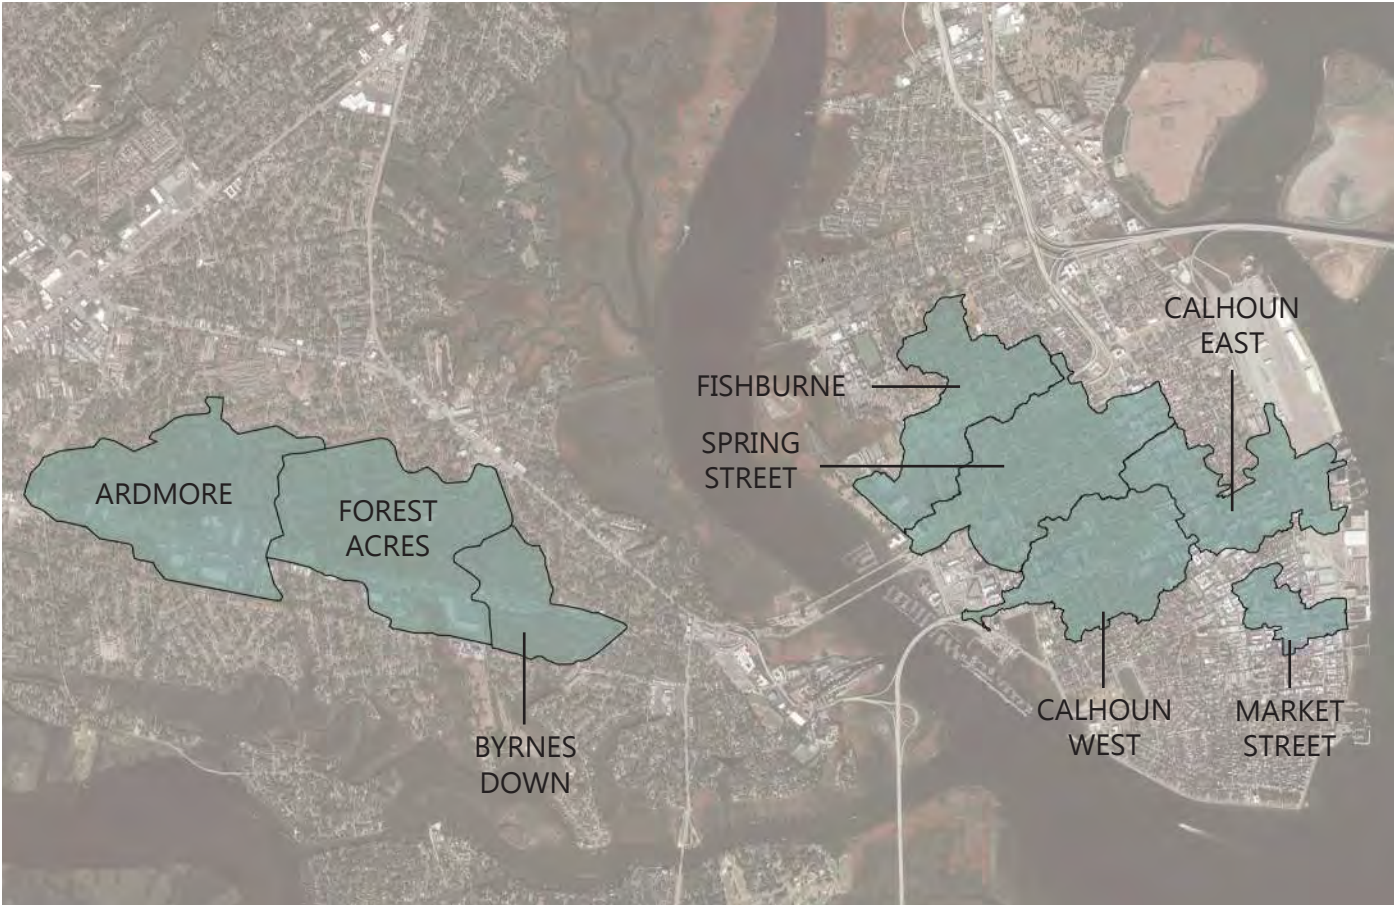 CALHOUN
EAST
FISHBURNE
SPRING
STREET
ARDMORE
FOREST
ACRES
CALHOUN
WEST
MARKET
STREET
BYRNES
DOWN